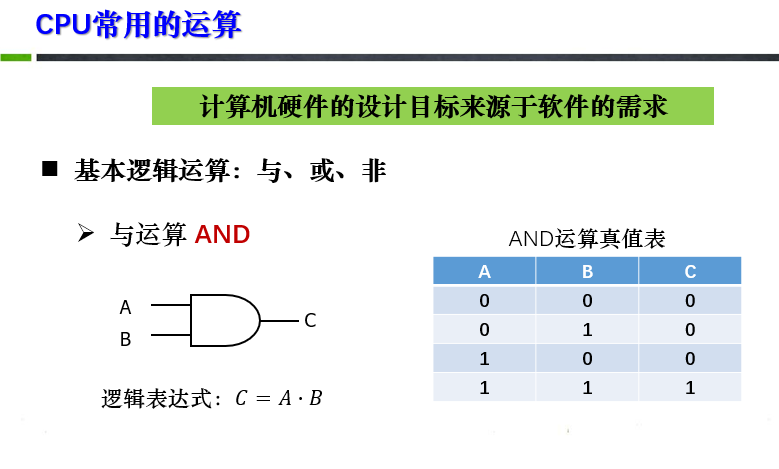 CPU常用的运算
计算机硬件的设计目标来源于软件的需求
基本逻辑运算：与、或、非
与运算 AND
A
B
C
逻辑表达式：C = A · B
AND运算真值表
A B C
0 0 0
0 1 0
1 0 0
1 1 1